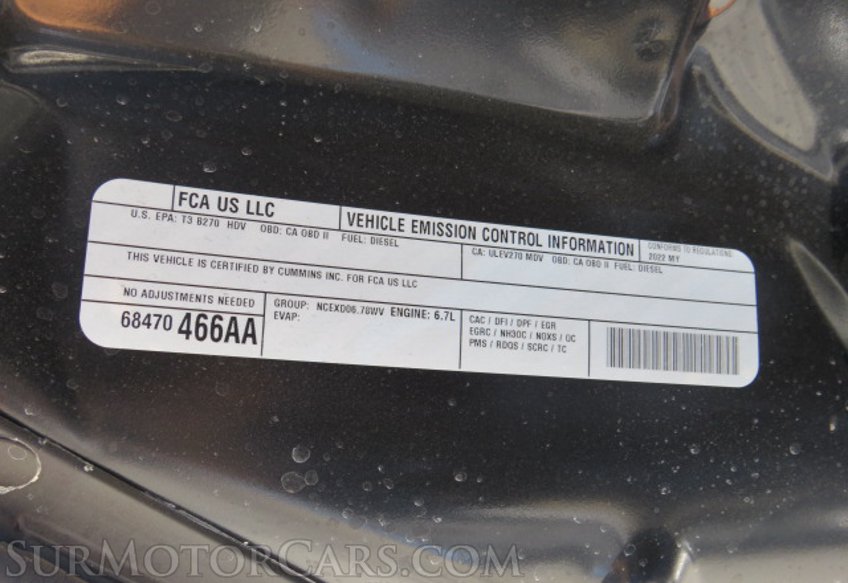 FCA US LLC
VEHICLE EMISSION CONTROL INFORMATION
CONFORMS TO REGULATIONS:
2022 MY
U.S. EPA: T3 B270 HDV OBD: CA OBD II FUEL: DIESEL
CA: ULEV270 MDV OBD: CA OBD II FUEL: DIESEL
THIS VEHICLE IS CERTIFIED BY CUMMINS INC. FOR FCA US LLC
NO ADJUSTMENTS NEEDED
68470 466AA
GROUP: NCEXD06.78WV ENGINE: 6.7L
EVAP:
CAC / DFI / DPF / EGR
EGRC / NH3OC / NOXS / OC
PMS / RDQS / SCRC / TC
SURMOTORCARS.COM